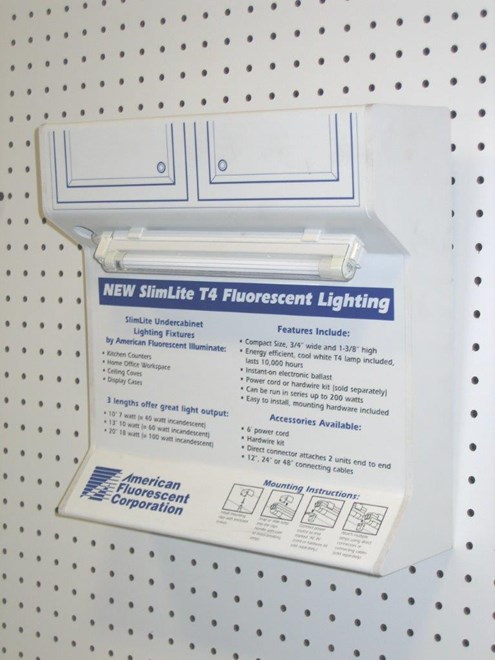 NEW SlimLite T4 Fluorescent Lighting
SlimLite Undercabinet
Lighting Fixtures
by American Fluorescent Illuminate:
• Kitchen Counters
• Home Office Workspace
• Ceiling Coves
• Display Cases
3 lengths offer great light output:
• 10" 7 watt (= 40 watt incandescent)
• 13" 10 watt (= 60 watt incandescent)
• 20" 18 watt (= 100 watt incandescent)
Features Include:
• Compact Size, 3/4" wide and 1-3/8" high
• Energy efficient, cool white T4 lamp included,
lasts 10,000 hours
• Instant-on electronic ballast
• Power cord or hardware kit (sold separately)
• Can be run in series up to 200 watts
• Easy to install, mounting hardware included
Accessories Available:
• 6' power cord
• Hardware kit
• Direct connector attaches 2 units end to end
• 12", 24" or 48" connecting cables
American
Fluorescent
Corporation
Mounting Instructions: